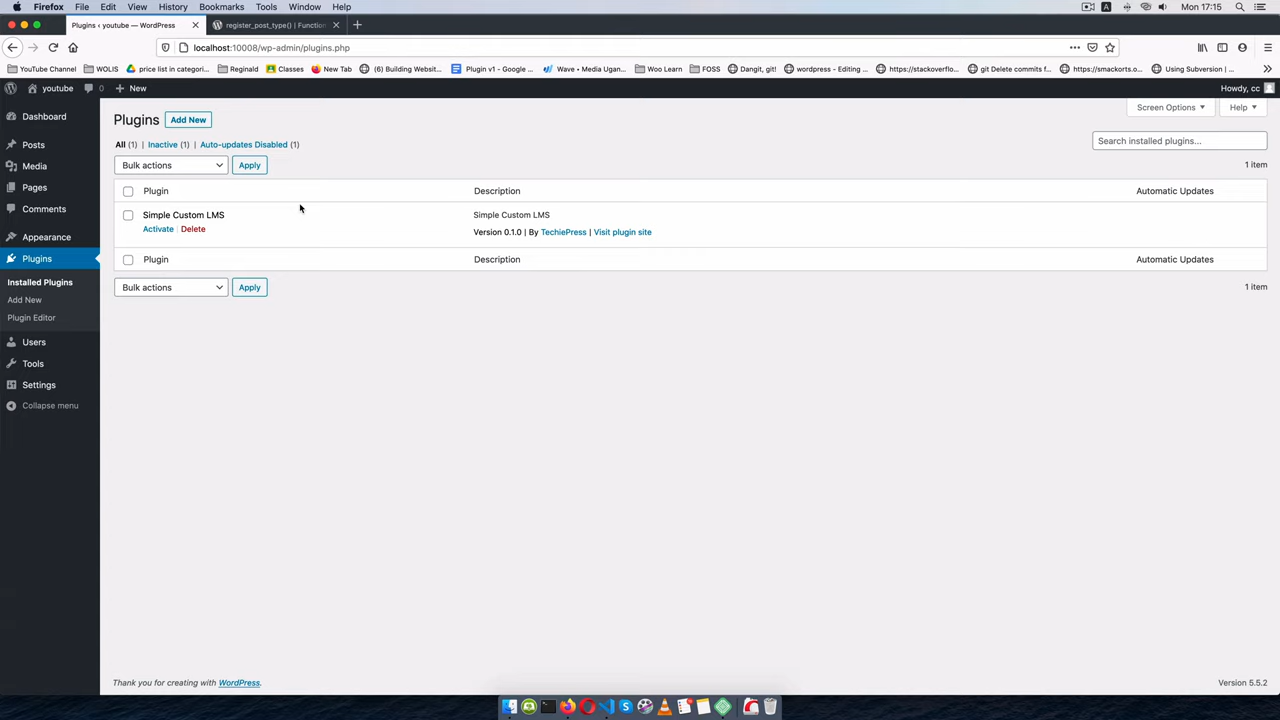 Firefox File Edit View History Bookmarks Tools Window Help A Mon 17:15
Plugins ‹ youtube — WordPress register_post_type() | Function
localhost:10008/wp-admin/plugins.php
YouTube Channel WOLIS price list in categori... Reginald Classes New Tab (6) Building Websit... Plugin v1 - Google ... Wave • Media Ugan... Woo Learn FOSS Dangit, git! wordpress - Editing ... https://stackoverflo... git Delete commits f... https://smackorts.o... Using Subversion |...
youtube 0 New Howdy, cc
Dashboard
Posts
Media
Pages
Comments
Appearance
Plugins
Installed Plugins
Add New
Plugin Editor
Users
Tools
Settings
Collapse menu
Screen Options Help
Plugins Add New
All (1) | Inactive (1) | Auto-updates Disabled (1)
Search installed plugins...
Bulk actions Apply 1 item
Plugin Description Automatic Updates
Simple Custom LMS Simple Custom LMS
Activate | Delete Version 0.1.0 | By TechiePress | Visit plugin site
Plugin Description Automatic Updates
Bulk actions Apply 1 item
Thank you for creating with WordPress. Version 5.5.2